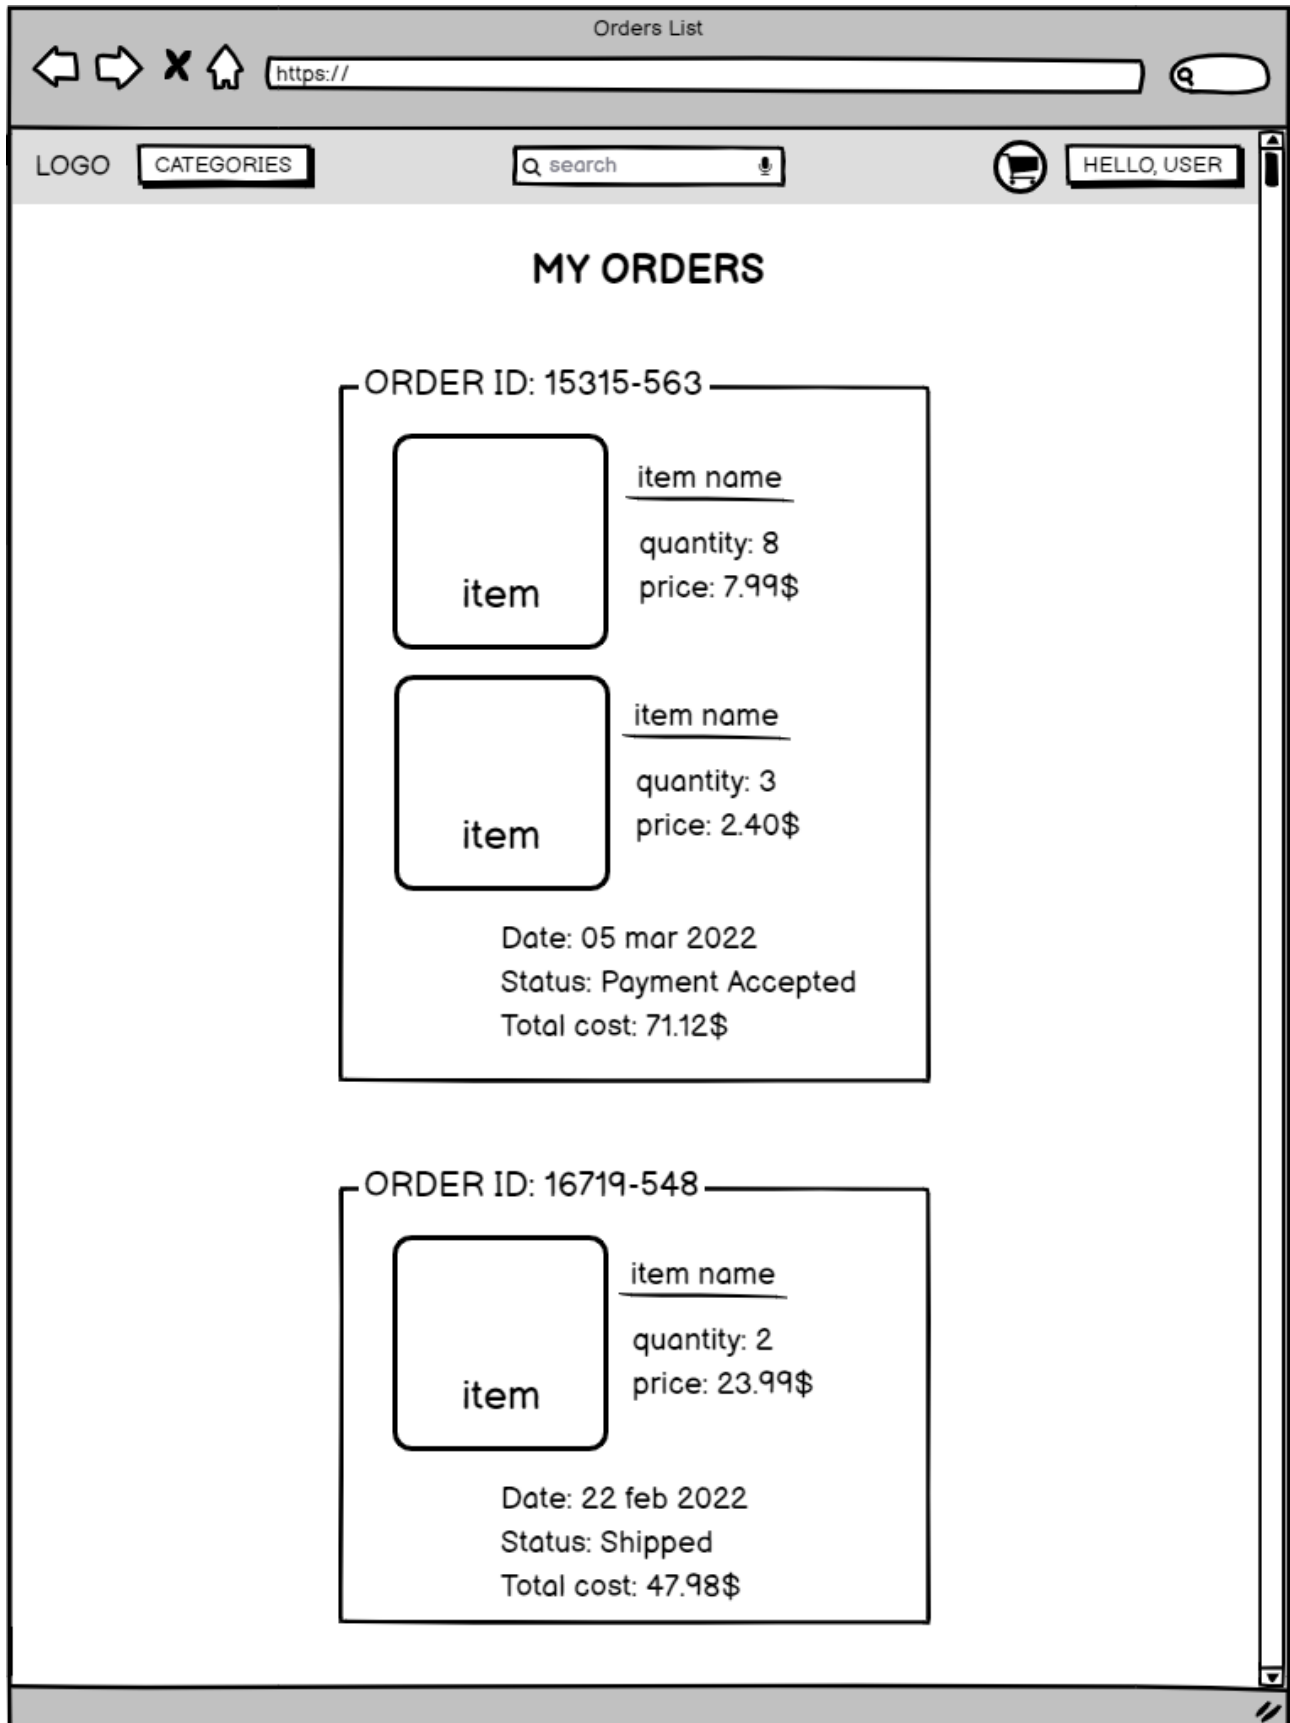 Orders List
https://
LOGO
CATEGORIES
search
HELLO, USER
MY ORDERS
ORDER ID: 15315-563
item name
quantity: 8
price: 7.99$
item
item name
quantity: 3
price: 2.40$
item
Date: 05 mar 2022
Status: Payment Accepted
Total cost: 71.12$
ORDER ID: 16719-548
item name
quantity: 2
price: 23.99$
item
Date: 22 feb 2022
Status: Shipped
Total cost: 47.98$